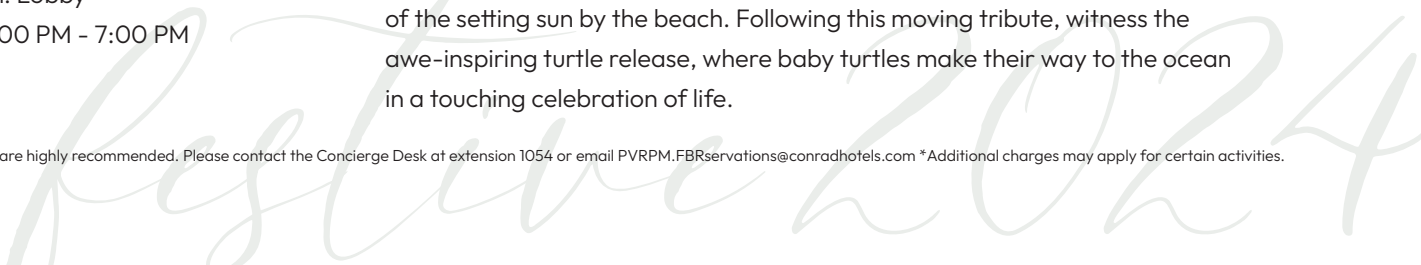 Lobby
00 PM - 7:00 PM
of the setting sun by the beach. Following this moving tribute, witness the
awe-inspiring turtle release, where baby turtles make their way to the ocean
in a touching celebration of life.
are highly recommended. Please contact the Concierge Desk at extension 1054 or email PVRPM.FBRservations@conradhotels.com *Additional charges may apply for certain activities.
festive 2024